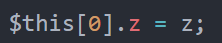 $this[0].z = z;